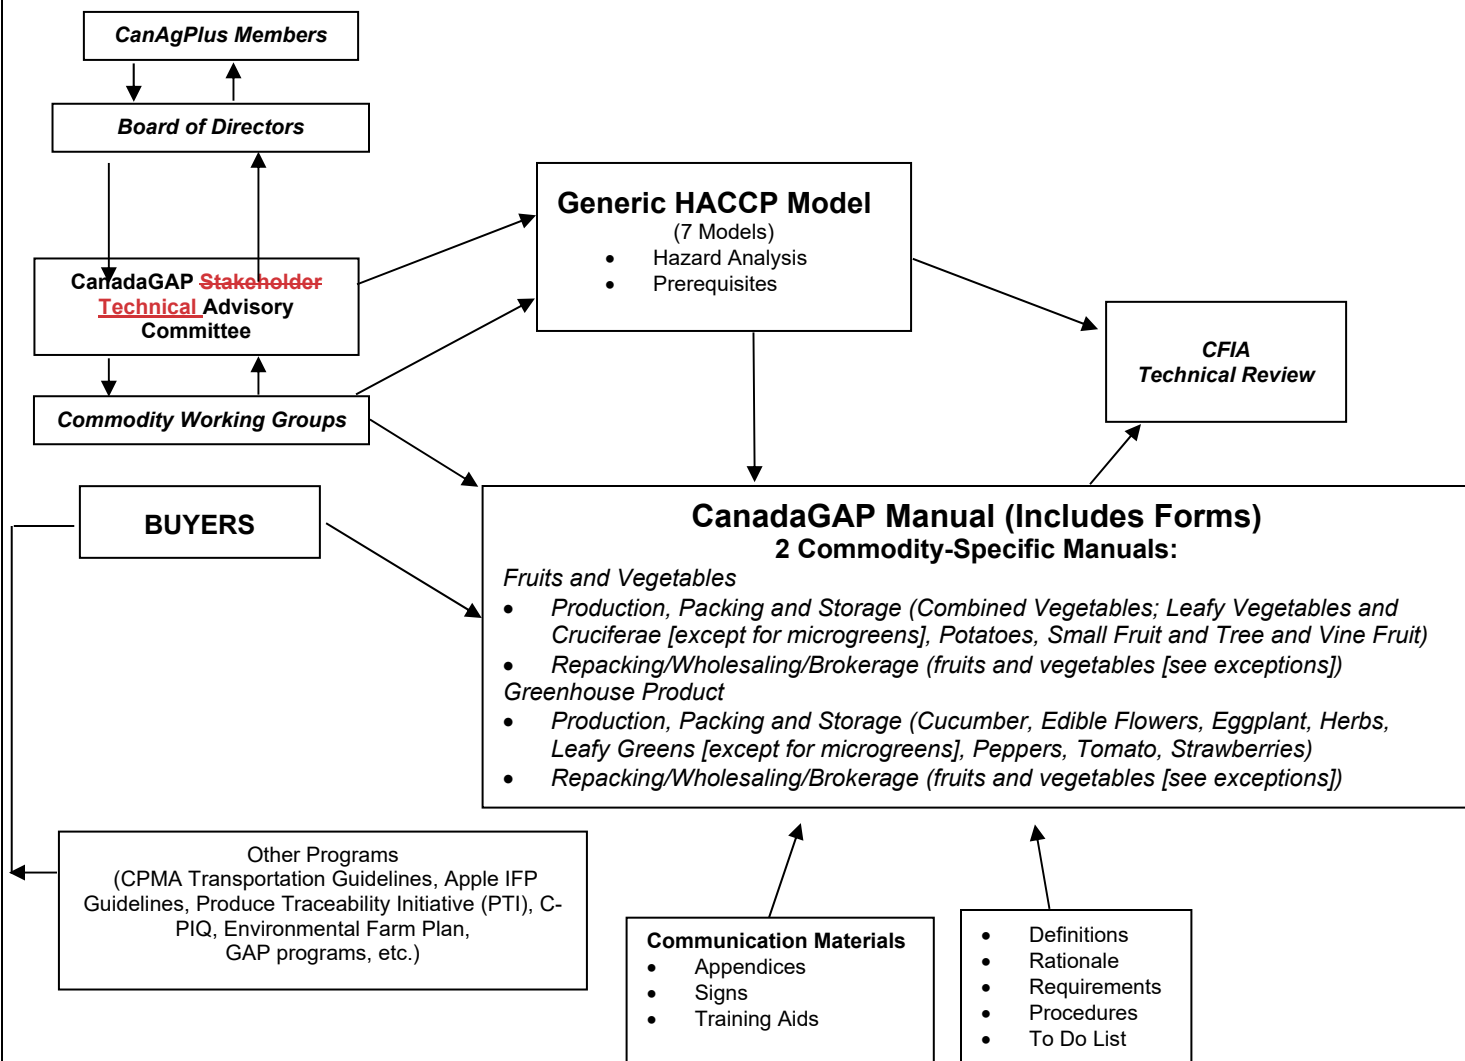 CanAgPlus Members
Board of Directors
CanadaGAP Stakeholder
Technical Advisory
Committee
Commodity Working Groups
Generic HACCP Model
(7 Models)
• Hazard Analysis
• Prerequisites
CFIA
Technical Review
BUYERS
CanadaGAP Manual (Includes Forms)
2 Commodity-Specific Manuals:
Fruits and Vegetables
• Production, Packing and Storage (Combined Vegetables; Leafy Vegetables and
Cruciferae [except for microgreens], Potatoes, Small Fruit and Tree and Vine Fruit)
• Repacking/Wholesaling/Brokerage (fruits and vegetables [see exceptions])
Greenhouse Product
• Production, Packing and Storage (Cucumber, Edible Flowers, Eggplant, Herbs,
Leafy Greens [except for microgreens], Peppers, Tomato, Strawberries)
• Repacking/Wholesaling/Brokerage (fruits and vegetables [see exceptions])
Other Programs
(CPMA Transportation Guidelines, Apple IFP
Guidelines, Produce Traceability Initiative (PTI), C-
PIQ, Environmental Farm Plan,
GAP programs, etc.)
Communication Materials
• Appendices
• Signs
• Training Aids
• Definitions
• Rationale
• Requirements
• Procedures
• To Do List